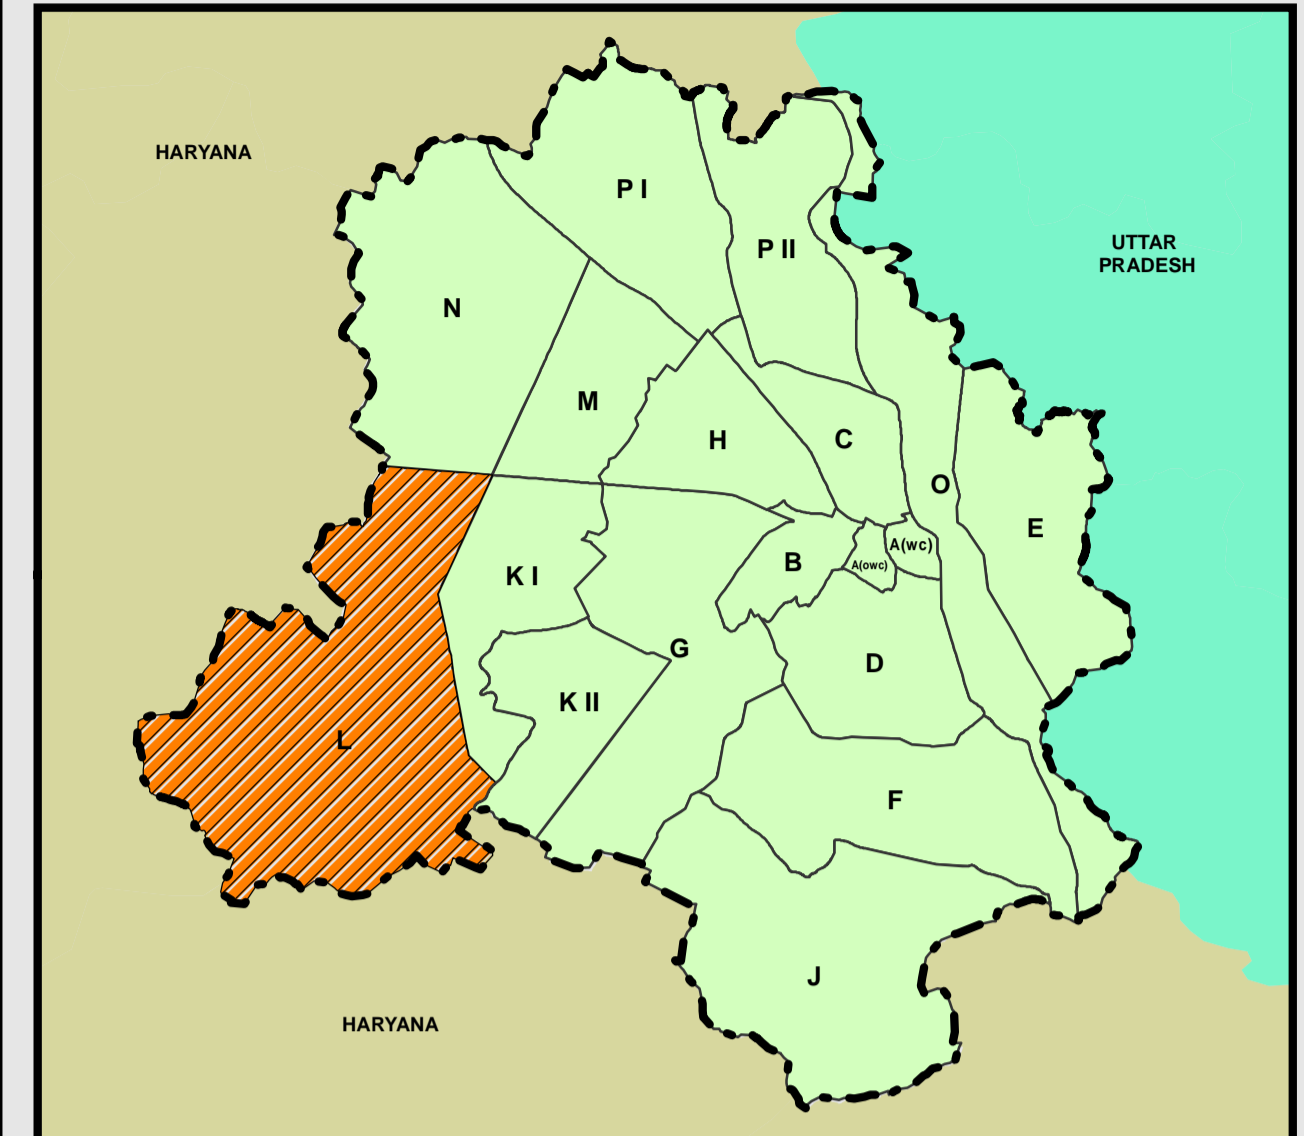 HARYANA
P I
P II
UTTAR
PRADESH
N
M
H
C
O
E
A(wc)
B
A(owc)
K I
G
D
K II
L
F
J
HARYANA